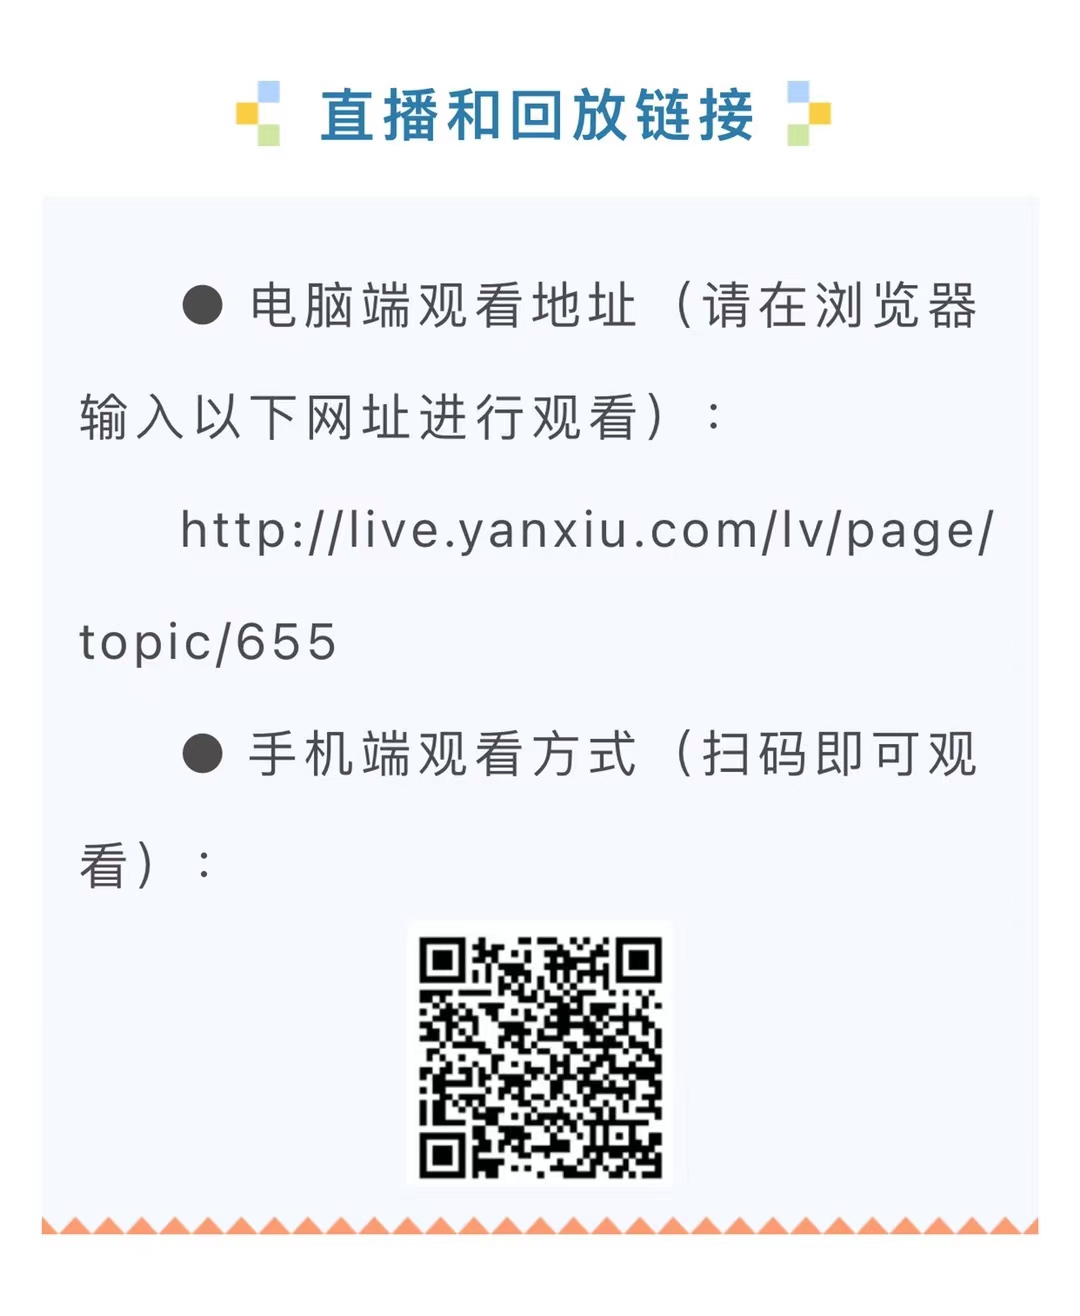 直播和回放链接
● 电脑端观看地址（请在浏览器
输入以下网址进行观看）：
http://live.yanxiu.com/lv/page/
topic/655
● 手机端观看方式（扫码即可观
看）：